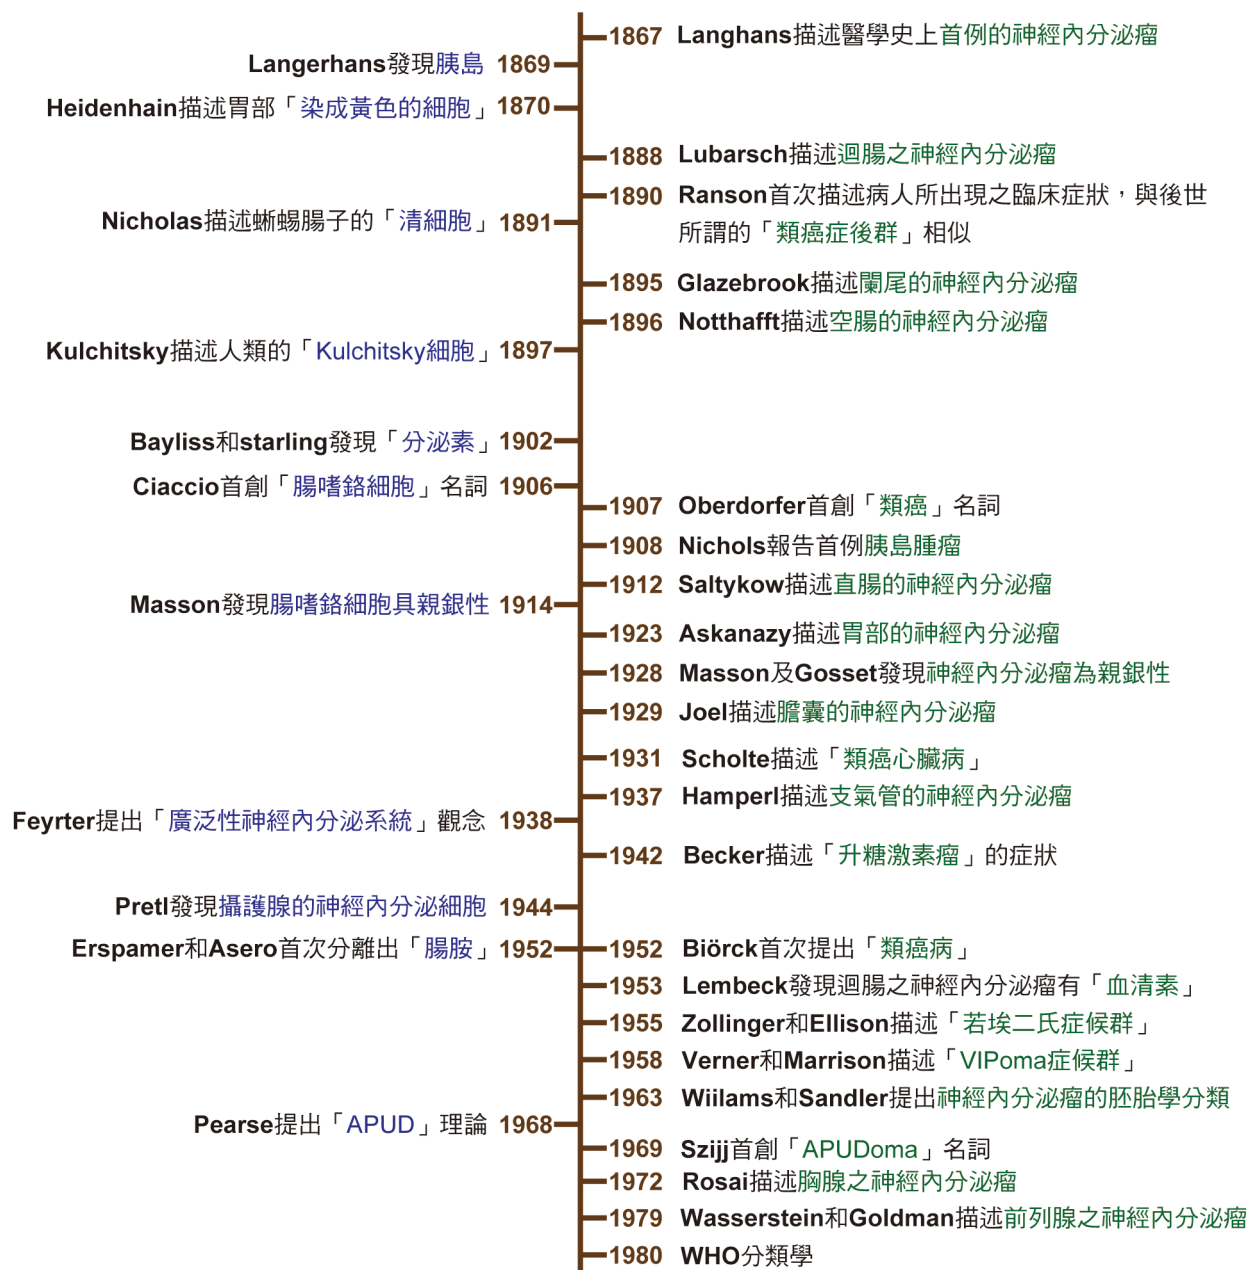 1867 Langhans描述醫學史上首例的神經內分泌瘤
Langerhans發現胰島 1869
Heidenhain描述胃部「染成黃色的細胞」1870
1888 Lubarsch描述迴腸之神經內分泌瘤
1890 Ranson首次描述病人所出現之臨床症狀，與後世
所謂的「類癌症後群」相似
Nicholas描述蜥蜴腸子的「清細胞」1891
1895 Glazebrook描述闌尾的神經內分泌瘤
1896 Notthafft描述空腸的神經內分泌瘤
Kulchitsky描述人類的「Kulchitsky細胞」1897
Bayliss和starling發現「分泌素」1902
Ciaccio首創「腸嗜鉻細胞」名詞 1906
1907 Oberdorfer首創「類癌」名詞
1908 Nichols報告首例胰島腫瘤
1912 Saltykow描述直腸的神經內分泌瘤
Masson發現腸嗜鉻細胞具親銀性 1914
1923 Askanazy描述胃部的神經內分泌瘤
1928 Masson及Gosset發現神經內分泌瘤為親銀性
1929 Joel描述膽囊的神經內分泌瘤
1931 Scholte描述「類癌心臟病」
1937 Hamperl描述支氣管的神經內分泌瘤
Feyrter提出「廣泛性神經內分泌系統」觀念 1938
1942 Becker描述「升糖激素瘤」的症狀
Pretl發現攝護腺的神經內分泌細胞 1944
Erspamer和Asero首次分離出「腸胺」1952
1952 Biörck首次提出「類癌病」
1953 Lembeck發現迴腸之神經內分泌瘤有「血清素」
1955 Zollinger和Ellison描述「若埃二氏症候群」
1958 Verner和Marrison描述「VIPoma症候群」
1963 Wiilams和Sandler提出神經內分泌瘤的胚胎學分類
Pearse提出「APUD」理論 1968
1969 Szijj首創「APUDoma」名詞
1972 Rosai描述胸腺之神經內分泌瘤
1979 Wasserstein和Goldman描述前列腺之神經內分泌瘤
1980 WHO分類學